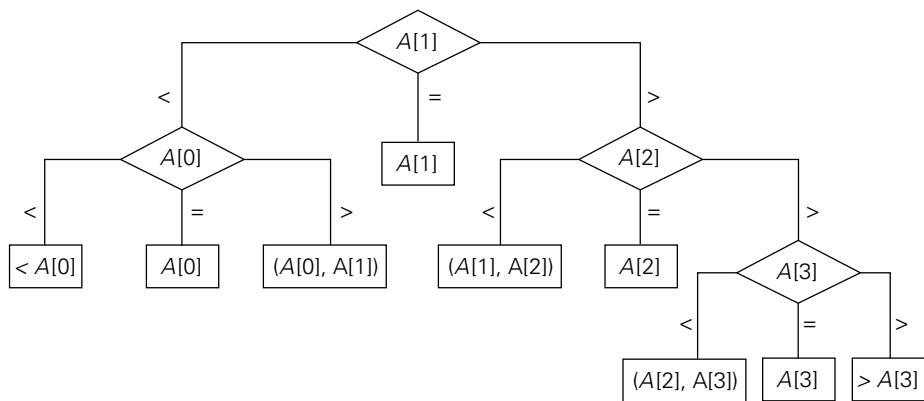 A[1]
< = >
A[0] A[1] A[2]
< = > < = >
< A[0] A[0] (A[0], A[1]) (A[1], A[2]) A[2] A[3]
< = >
(A[2], A[3]) A[3] > A[3]